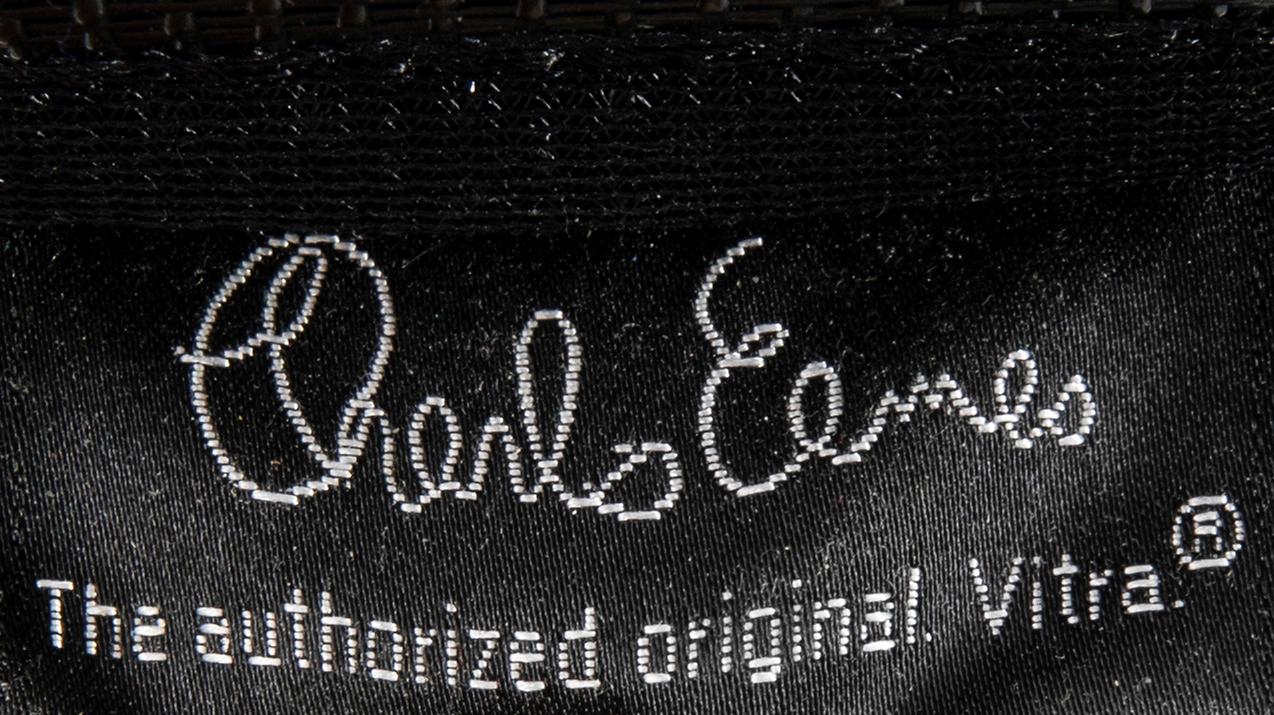 Charles Eames
The authorized original. Vitra.®